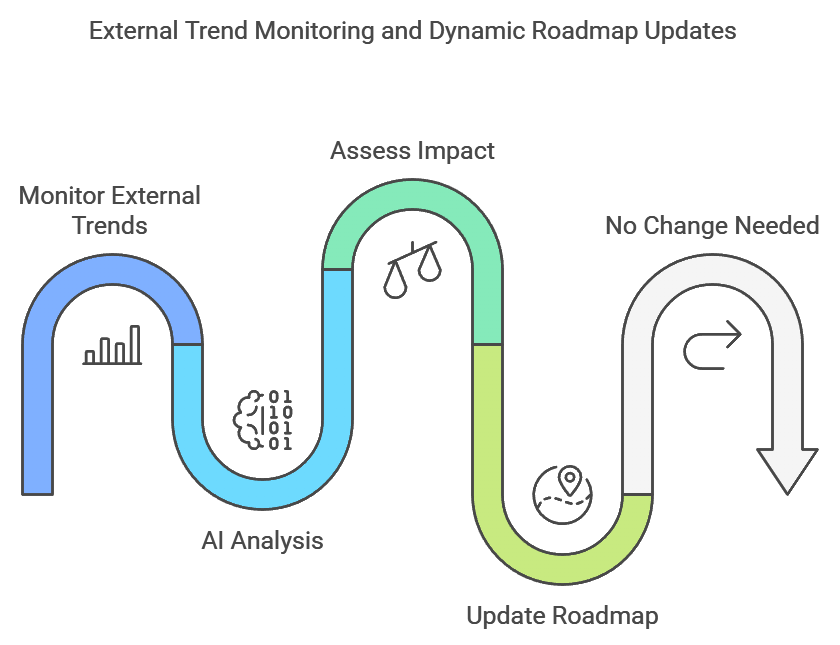 External Trend Monitoring and Dynamic Roadmap Updates
Assess Impact
Monitor External
Trends
No Change Needed
01
10
01
01
AI Analysis
Update Roadmap